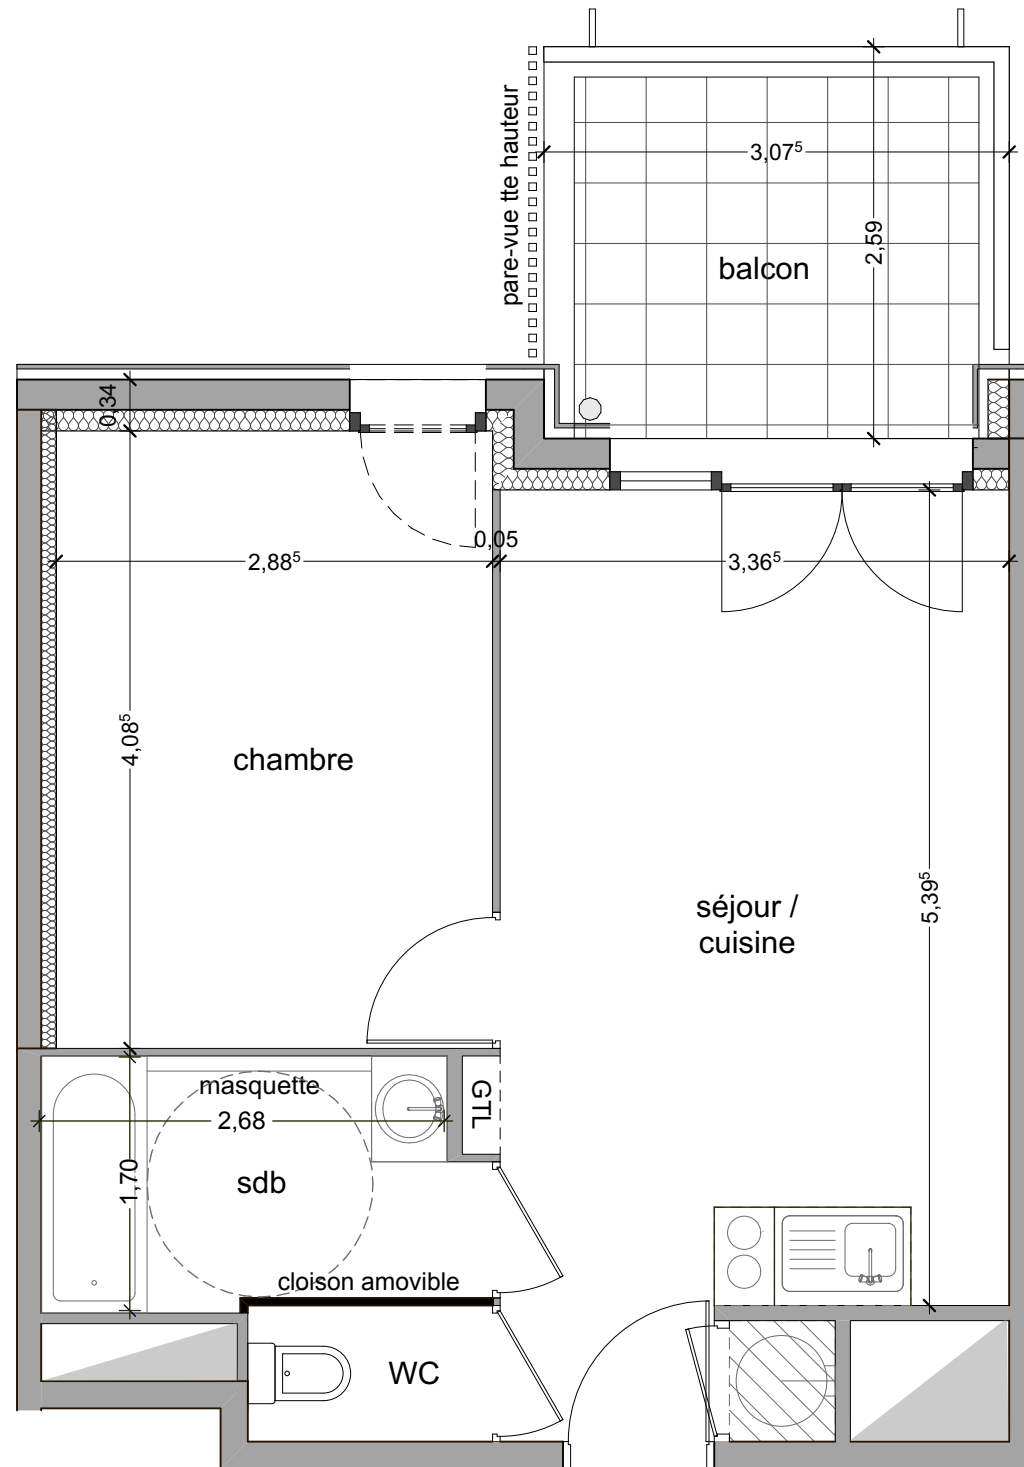 pare-vue tte hauteur
3,07⁵
2,59
balcon
0,34
0,05
2,88⁵
3,36⁵
4,08⁵
chambre
5,39⁵
séjour /
cuisine
masquette
GTL
2,68
1,70
sdb
cloison amovible
WC